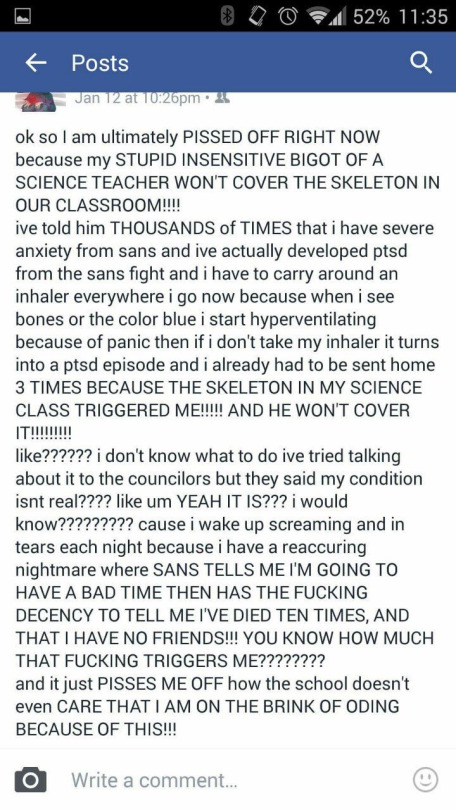 52% 11:35
Posts
Jan 12 at 10:26pm •
ok so I am ultimately PISSED OFF RIGHT NOW
because my STUPID INSENSITIVE BIGOT OF A
SCIENCE TEACHER WON'T COVER THE SKELETON IN
OUR CLASSROOM!!!!
ive told him THOUSANDS of TIMES that i have severe
anxiety from sans and ive actually developed ptsd
from the sans fight and i have to carry around an
inhaler everywhere i go now because when i see
bones or the color blue i start hyperventilating
because of panic then if i don't take my inhaler it turns
into a ptsd episode and i already had to be sent home
3 TIMES BECAUSE THE SKELETON IN MY SCIENCE
CLASS TRIGGERED ME!!!!! AND HE WON'T COVER
IT!!!!!!!!!
like?????? i don't know what to do ive tried talking
about it to the councilors but they said my condition
isnt real???? like um YEAH IT IS??? i would
know????????? cause i wake up screaming and in
tears each night because i have a reaccuring
nightmare where SANS TELLS ME I'M GOING TO
HAVE A BAD TIME THEN HAS THE FUCKING
DECENCY TO TELL ME I'VE DIED TEN TIMES, AND
THAT I HAVE NO FRIENDS!!! YOU KNOW HOW MUCH
THAT FUCKING TRIGGERS ME????????
and it just PISSES ME OFF how the school doesn't
even CARE THAT I AM ON THE BRINK OF ODING
BECAUSE OF THIS!!!
Write a comment...